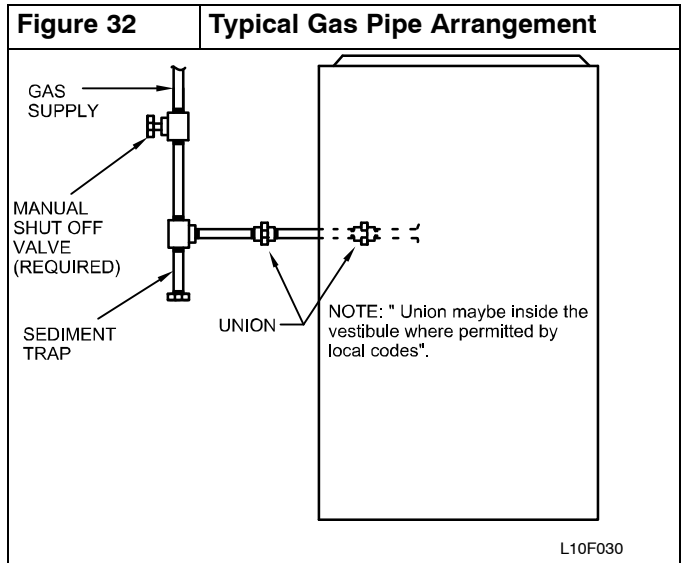 Figure 32
Typical Gas Pipe Arrangement
GAS
SUPPLY
MANUAL
SHUT OFF
VALVE
(REQUIRED)
SEDIMENT
TRAP
UNION
NOTE: " Union maybe inside the
vestibule where permitted by
local codes".
L10F030